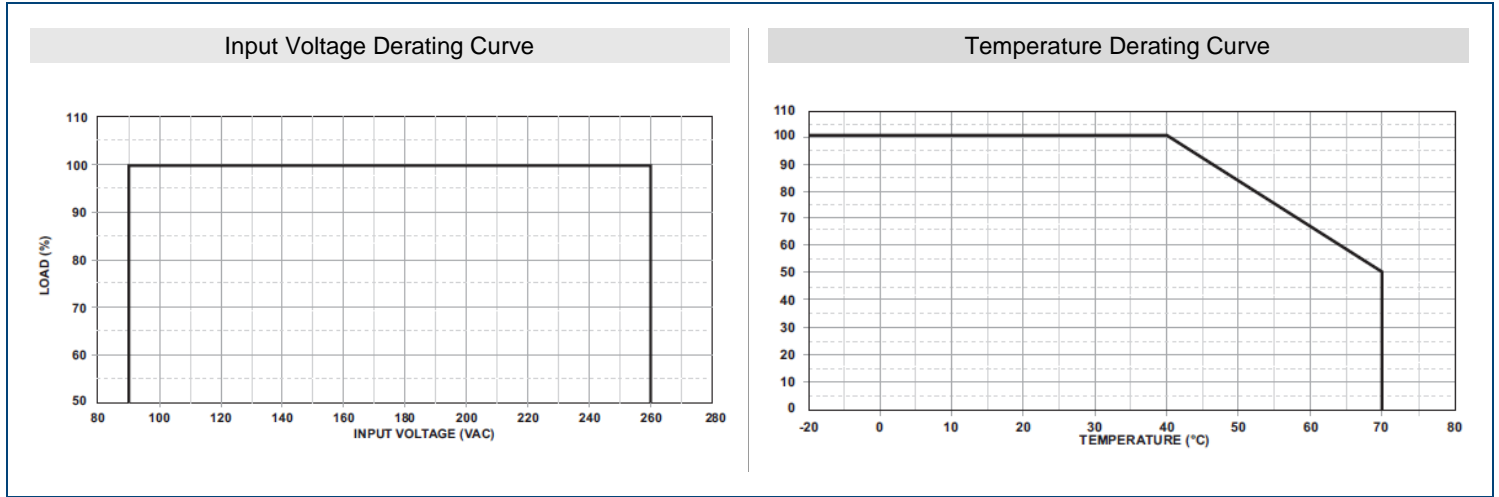 Input Voltage Derating Curve
110
100
90
80
70
60
50
LOAD (%)
80 100 120 140 160 180 200 220 240 260 280
INPUT VOLTAGE (VAC)
Temperature Derating Curve
110
100
90
80
70
60
50
40
30
20
10
0
-20 0 10 20 30 40 50 60 70 80
TEMPERATURE (°C)